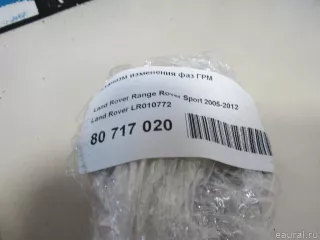 изменения фаз ГРМ
Land Rover Range Rover Sport 2005-2012
Land Rover LR010772
80 717 020
eaural.ru